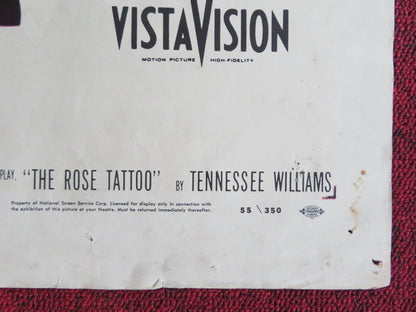 VISTAVISION
MOTION PICTURE HIGH-FIDELITY
PLAY, "THE ROSE TATTOO" BY TENNESSEE WILLIAMS
Property of National Screen Service Corp. Licensed for display only in connection with
the exhibition of this picture at your theatre. Must be returned immediately thereafter.
55 \ 350